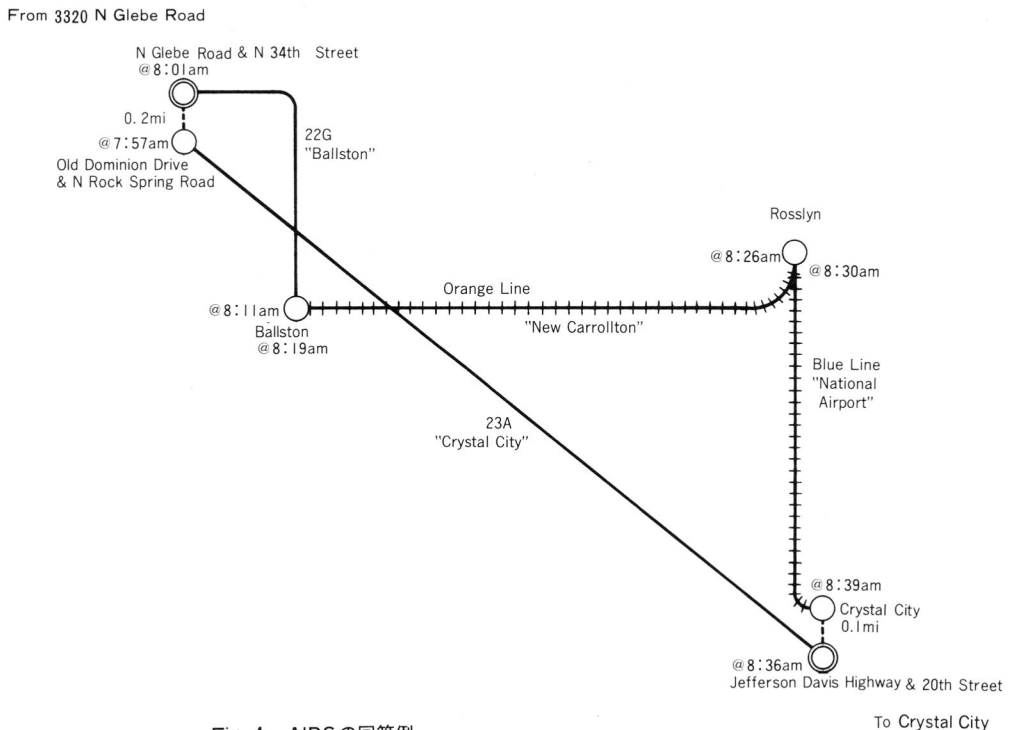 From 3320 N Glebe Road
N Glebe Road & N 34th Street
@8:01am
0.2mi
@7:57am
Old Dominion Drive
& N Rock Spring Road
22G
"Ballston"
Rosslyn
@8:26am
@8:30am
Orange Line
"New Carrollton"
@8:11am
Ballston
@8:19am
Blue Line
"National
Airport"
23A
"Crystal City"
@8:39am
Crystal City
0.1mi
@8:36am
Jefferson Davis Highway & 20th Street
To Crystal City